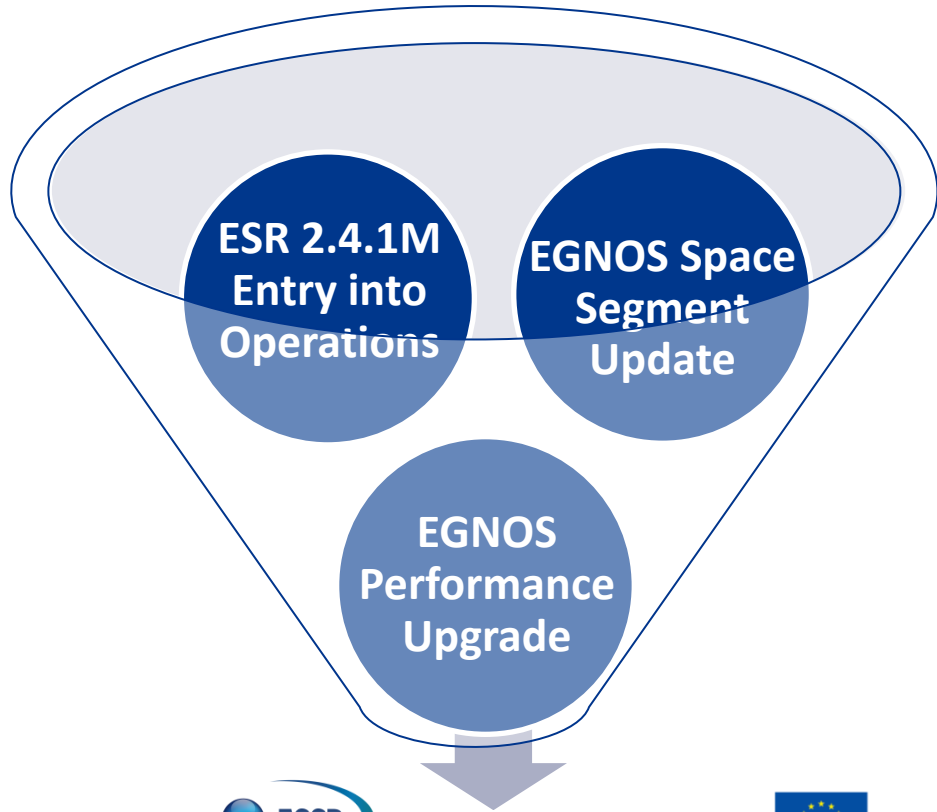 ESR 2.4.1M
Entry into
Operations
EGNOS Space
Segment
Update
EGNOS
Performance
Upgrade